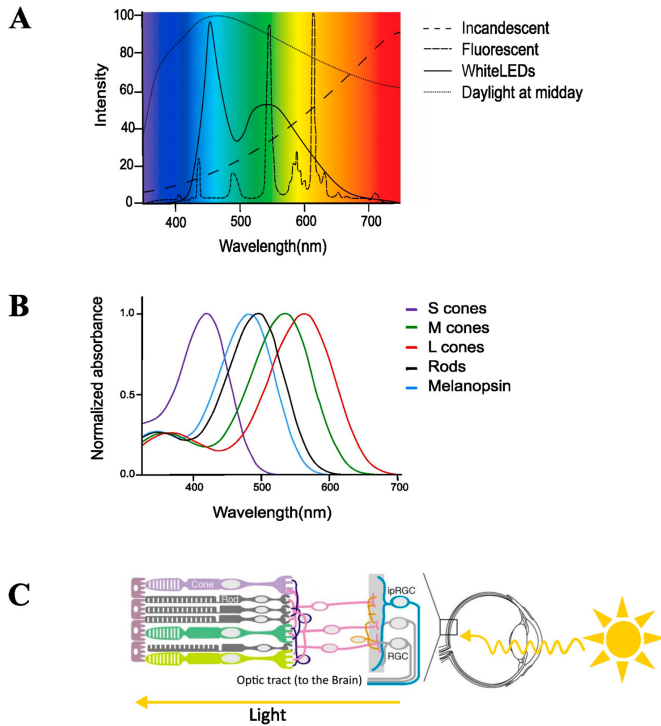 A
Intensity
100
80
60
40
20
0
400
500
600
700
Wavelength(nm)
Incandescent
Fluorescent
WhiteLEDs
Daylight at midday
B
Normalized absorbance
1.0
0.5
0.0
400
500
600
700
Wavelength(nm)
S cones
M cones
L cones
Rods
Melanopsin
C
Cone
Rod
ipRGC
RGC
Optic tract (to the Brain)
Light